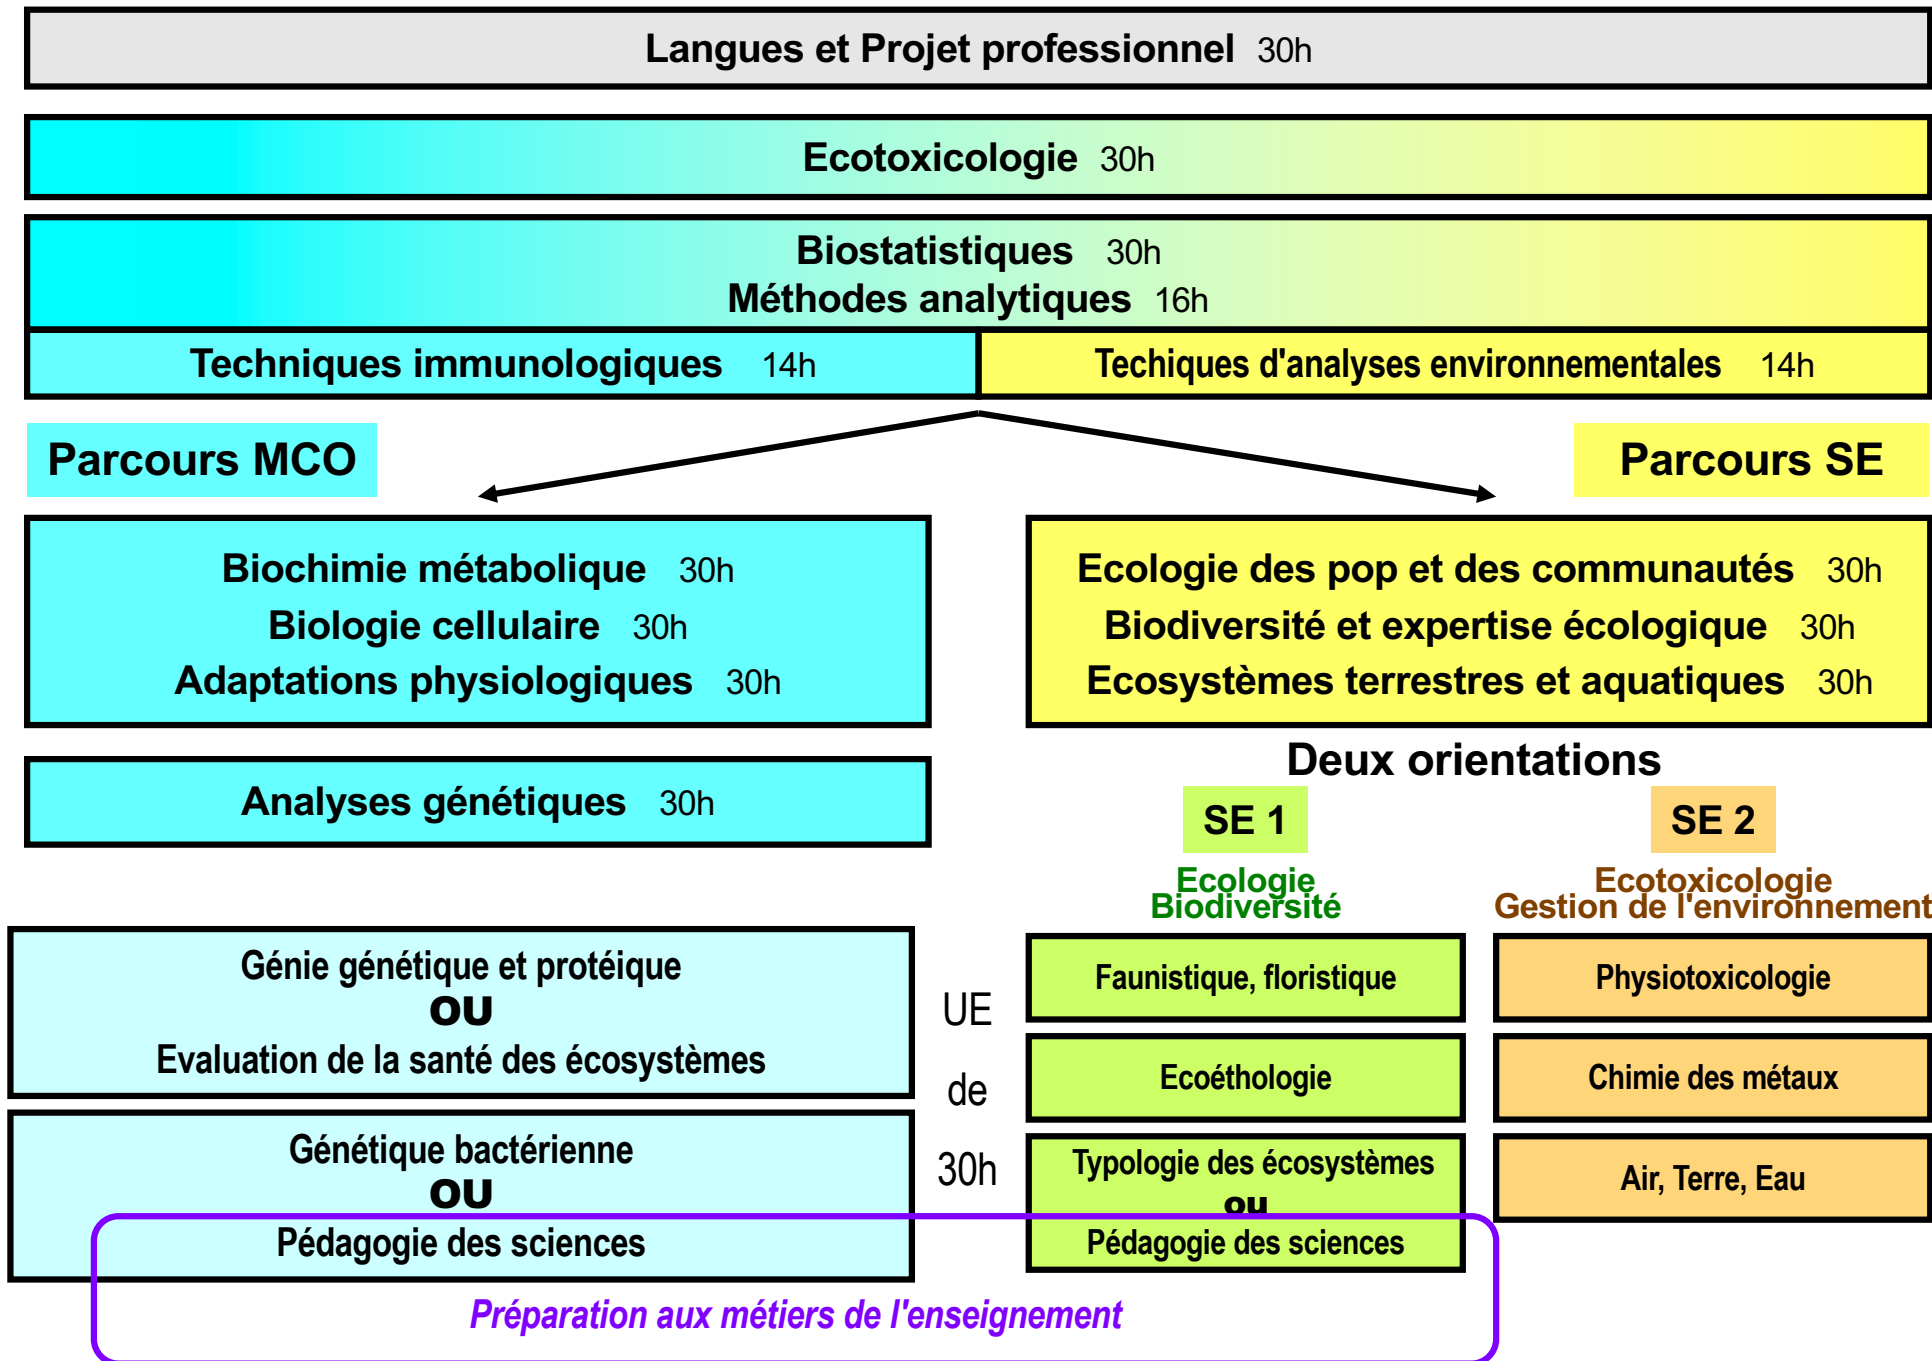 Langues et Projet professionnel 30h
Ecotoxicologie 30h
Biostatistiques 30h
Méthodes analytiques 16h
Techniques immunologiques 14h
Techiques d'analyses environnementales 14h
Parcours MCO
Parcours SE
Biochimie métabolique 30h
Biologie cellulaire 30h
Adaptations physiologiques 30h
Ecologie des pop et des communautés 30h
Biodiversité et expertise écologique 30h
Ecosystèmes terrestres et aquatiques 30h
Analyses génétiques 30h
Deux orientations
SE 1
Ecologie
Biodiversité
SE 2
Ecotoxicologie
Gestion de l'environnement
Génie génétique et protéique
OU
Evaluation de la santé des écosystèmes
Génétique bactérienne
OU
Pédagogie des sciences
UE
de
30h
Faunistique, floristique
Ecoéthologie
Typologie des écosystèmes
ou
Pédagogie des sciences
Physiotoxicologie
Chimie des métaux
Air, Terre, Eau
Préparation aux métiers de l'enseignement